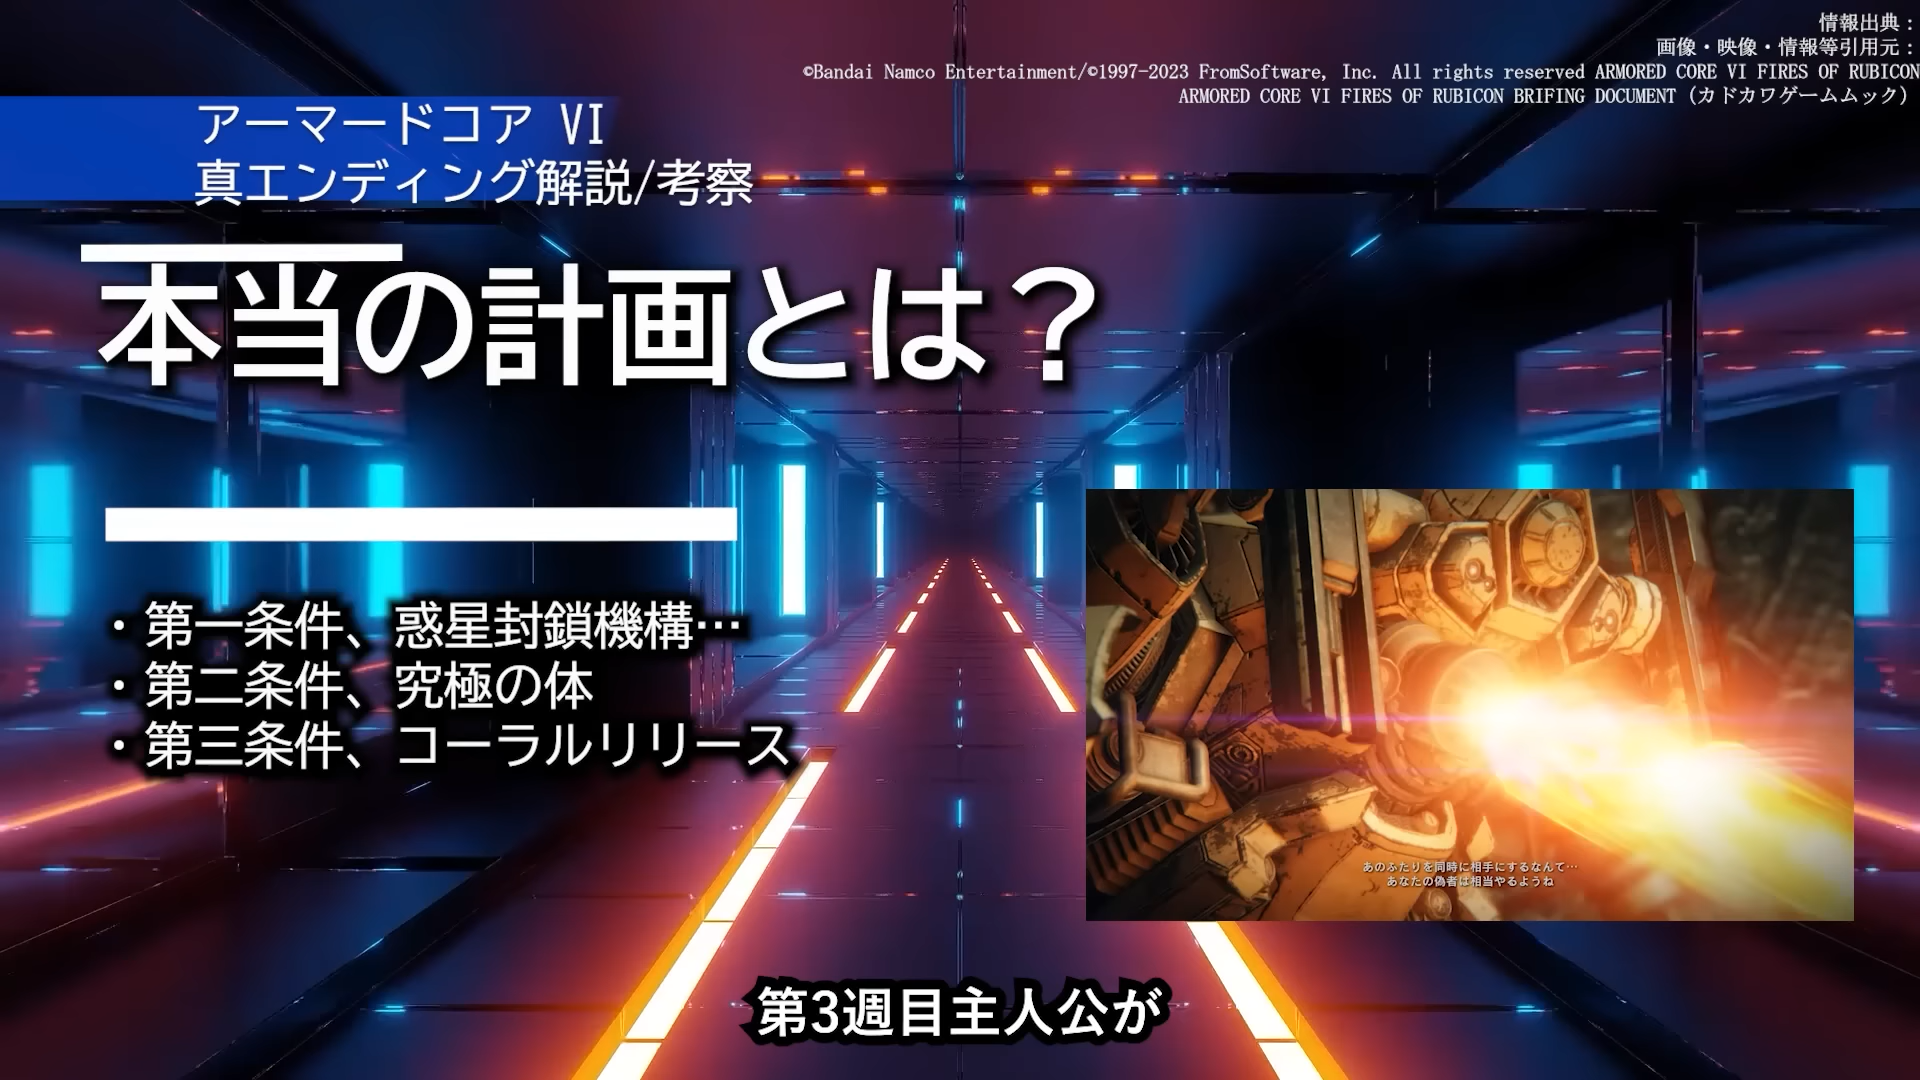 情報出典：
画像・映像・情報等引用元：
©Bandai Namco Entertainment/©1997-2023 FromSoftware, Inc. All rights reserved ARMORED CORE VI FIRES OF RUBICON
ARMORED CORE VI FIRES OF RUBICON BRIFING DOCUMENT (カドカワゲームムック)
アーマードコア VI
真エンディング解説/考察
本当の計画とは？
・第一条件、惑星封鎖機構…
・第二条件、究極の体
・第三条件、コーラルリリース
あのふたりを同時に相手にするなんて…
あなたの偽者は相当やるようね
第3週目主人公が